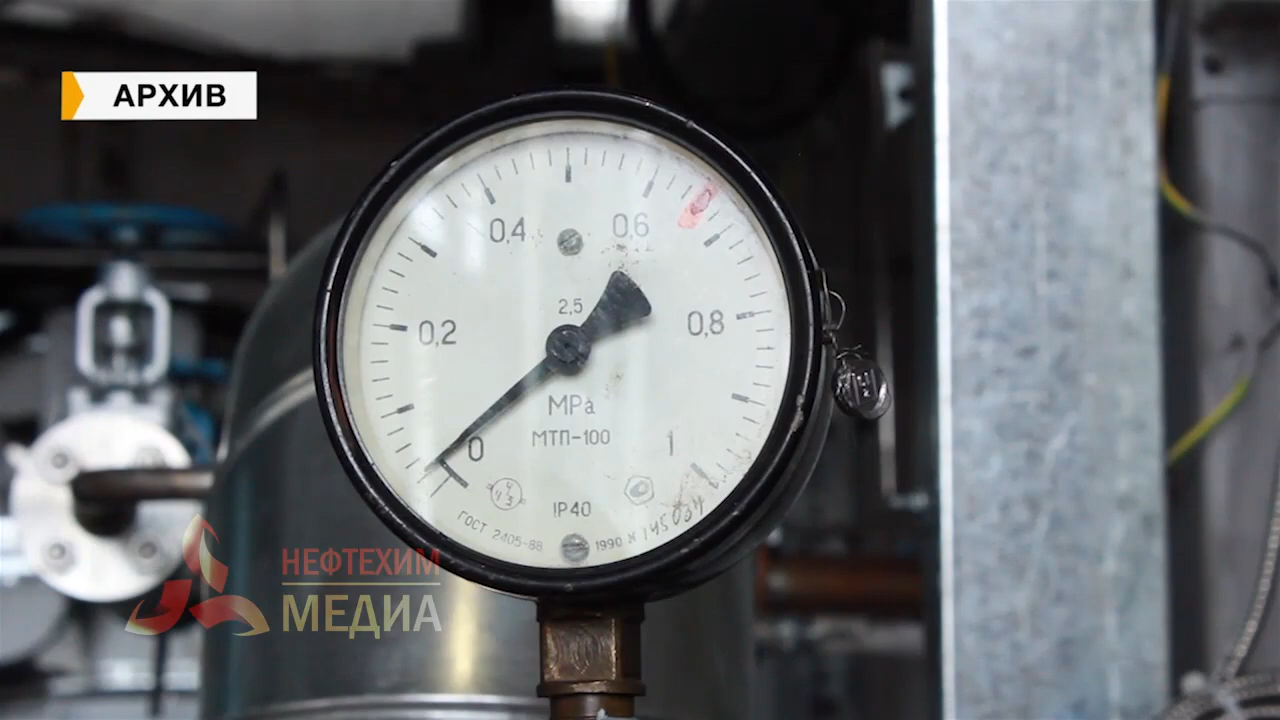 АРХИВ
0,4
0,6
2,5
0,2
0,8
MPa
МТП-100
0
1
IP40
ГОСТ 2405-88
1990
145034
НЕФТЕХИМ
МЕДИА